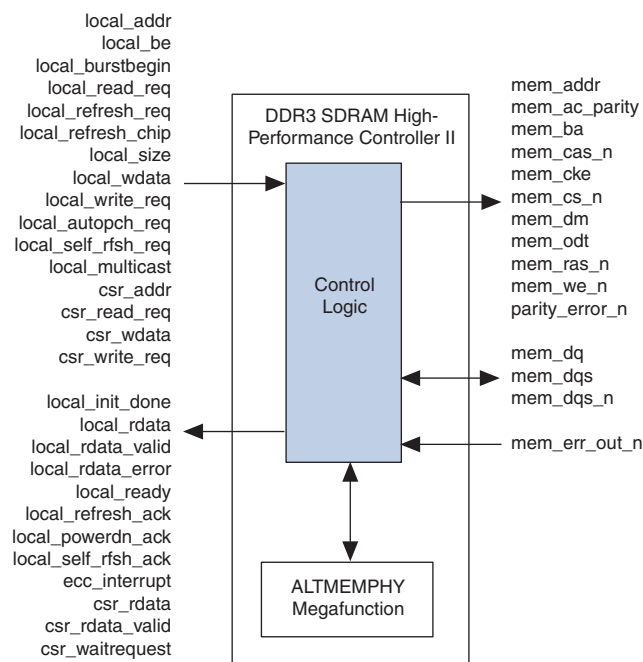 local_addr
local_be
local_burstbegin
local_read_req
local_refresh_req
local_refresh_chip
local_size
local_wdata
local_write_req
local_autopch_req
local_self_rfsh_req
local_multicast
csr_addr
csr_read_req
csr_wdata
csr_write_req
local_init_done
local_rdata
local_rdata_valid
local_rdata_error
local_ready
local_refresh_ack
local_powerdn_ack
local_self_rfsh_ack
ecc_interrupt
csr_rdata
csr_rdata_valid
csr_waitrequest
DDR3 SDRAM High-
Performance Controller II
Control
Logic
ALTMEMPHY
Megafunction
mem_addr
mem_ac_parity
mem_ba
mem_cas_n
mem_cke
mem_cs_n
mem_dm
mem_odt
mem_ras_n
mem_we_n
parity_error_n
mem_dq
mem_dqs
mem_dqs_n
mem_err_out_n